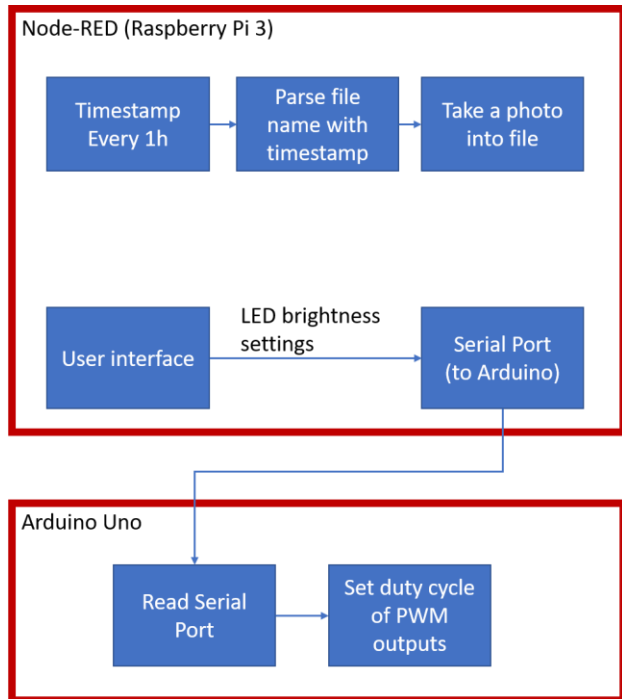 Node-RED (Raspberry Pi 3)
Timestamp
Every 1h
Parse file
name with
timestamp
Take a photo
into file
User interface
LED brightness
settings
Serial Port
(to Arduino)
Arduino Uno
Read Serial
Port
Set duty cycle
of PWM
outputs